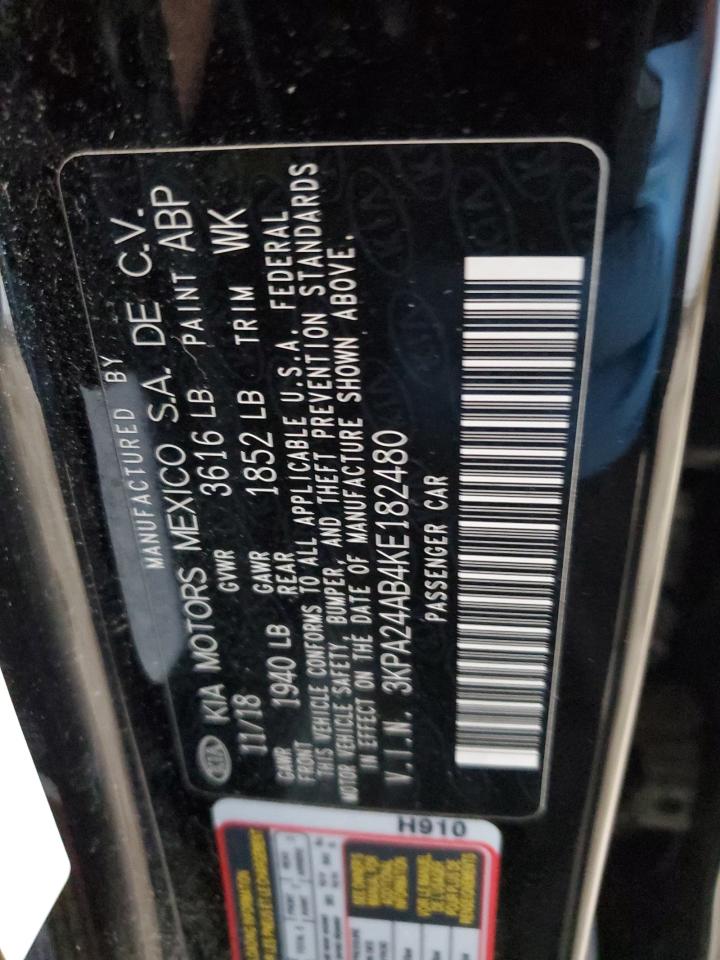 MANUFACTURED BY
KIA KIA MOTORS MEXICO S.A. DE C.V.
11/18 GVWR 3616 LB PAINT ABP
GAWR FRONT 1940 LB GAWR REAR 1852 LB TRIM WK
THIS VEHICLE CONFORMS TO ALL APPLICABLE U.S.A. FEDERAL
MOTOR VEHICLE SAFETY, BUMPER, AND THEFT PREVENTION STANDARDS
IN EFFECT ON THE DATE OF MANUFACTURE SHOWN ABOVE.
V.I.N. 3KPA24AB4KE182480
PASSENGER CAR
H910